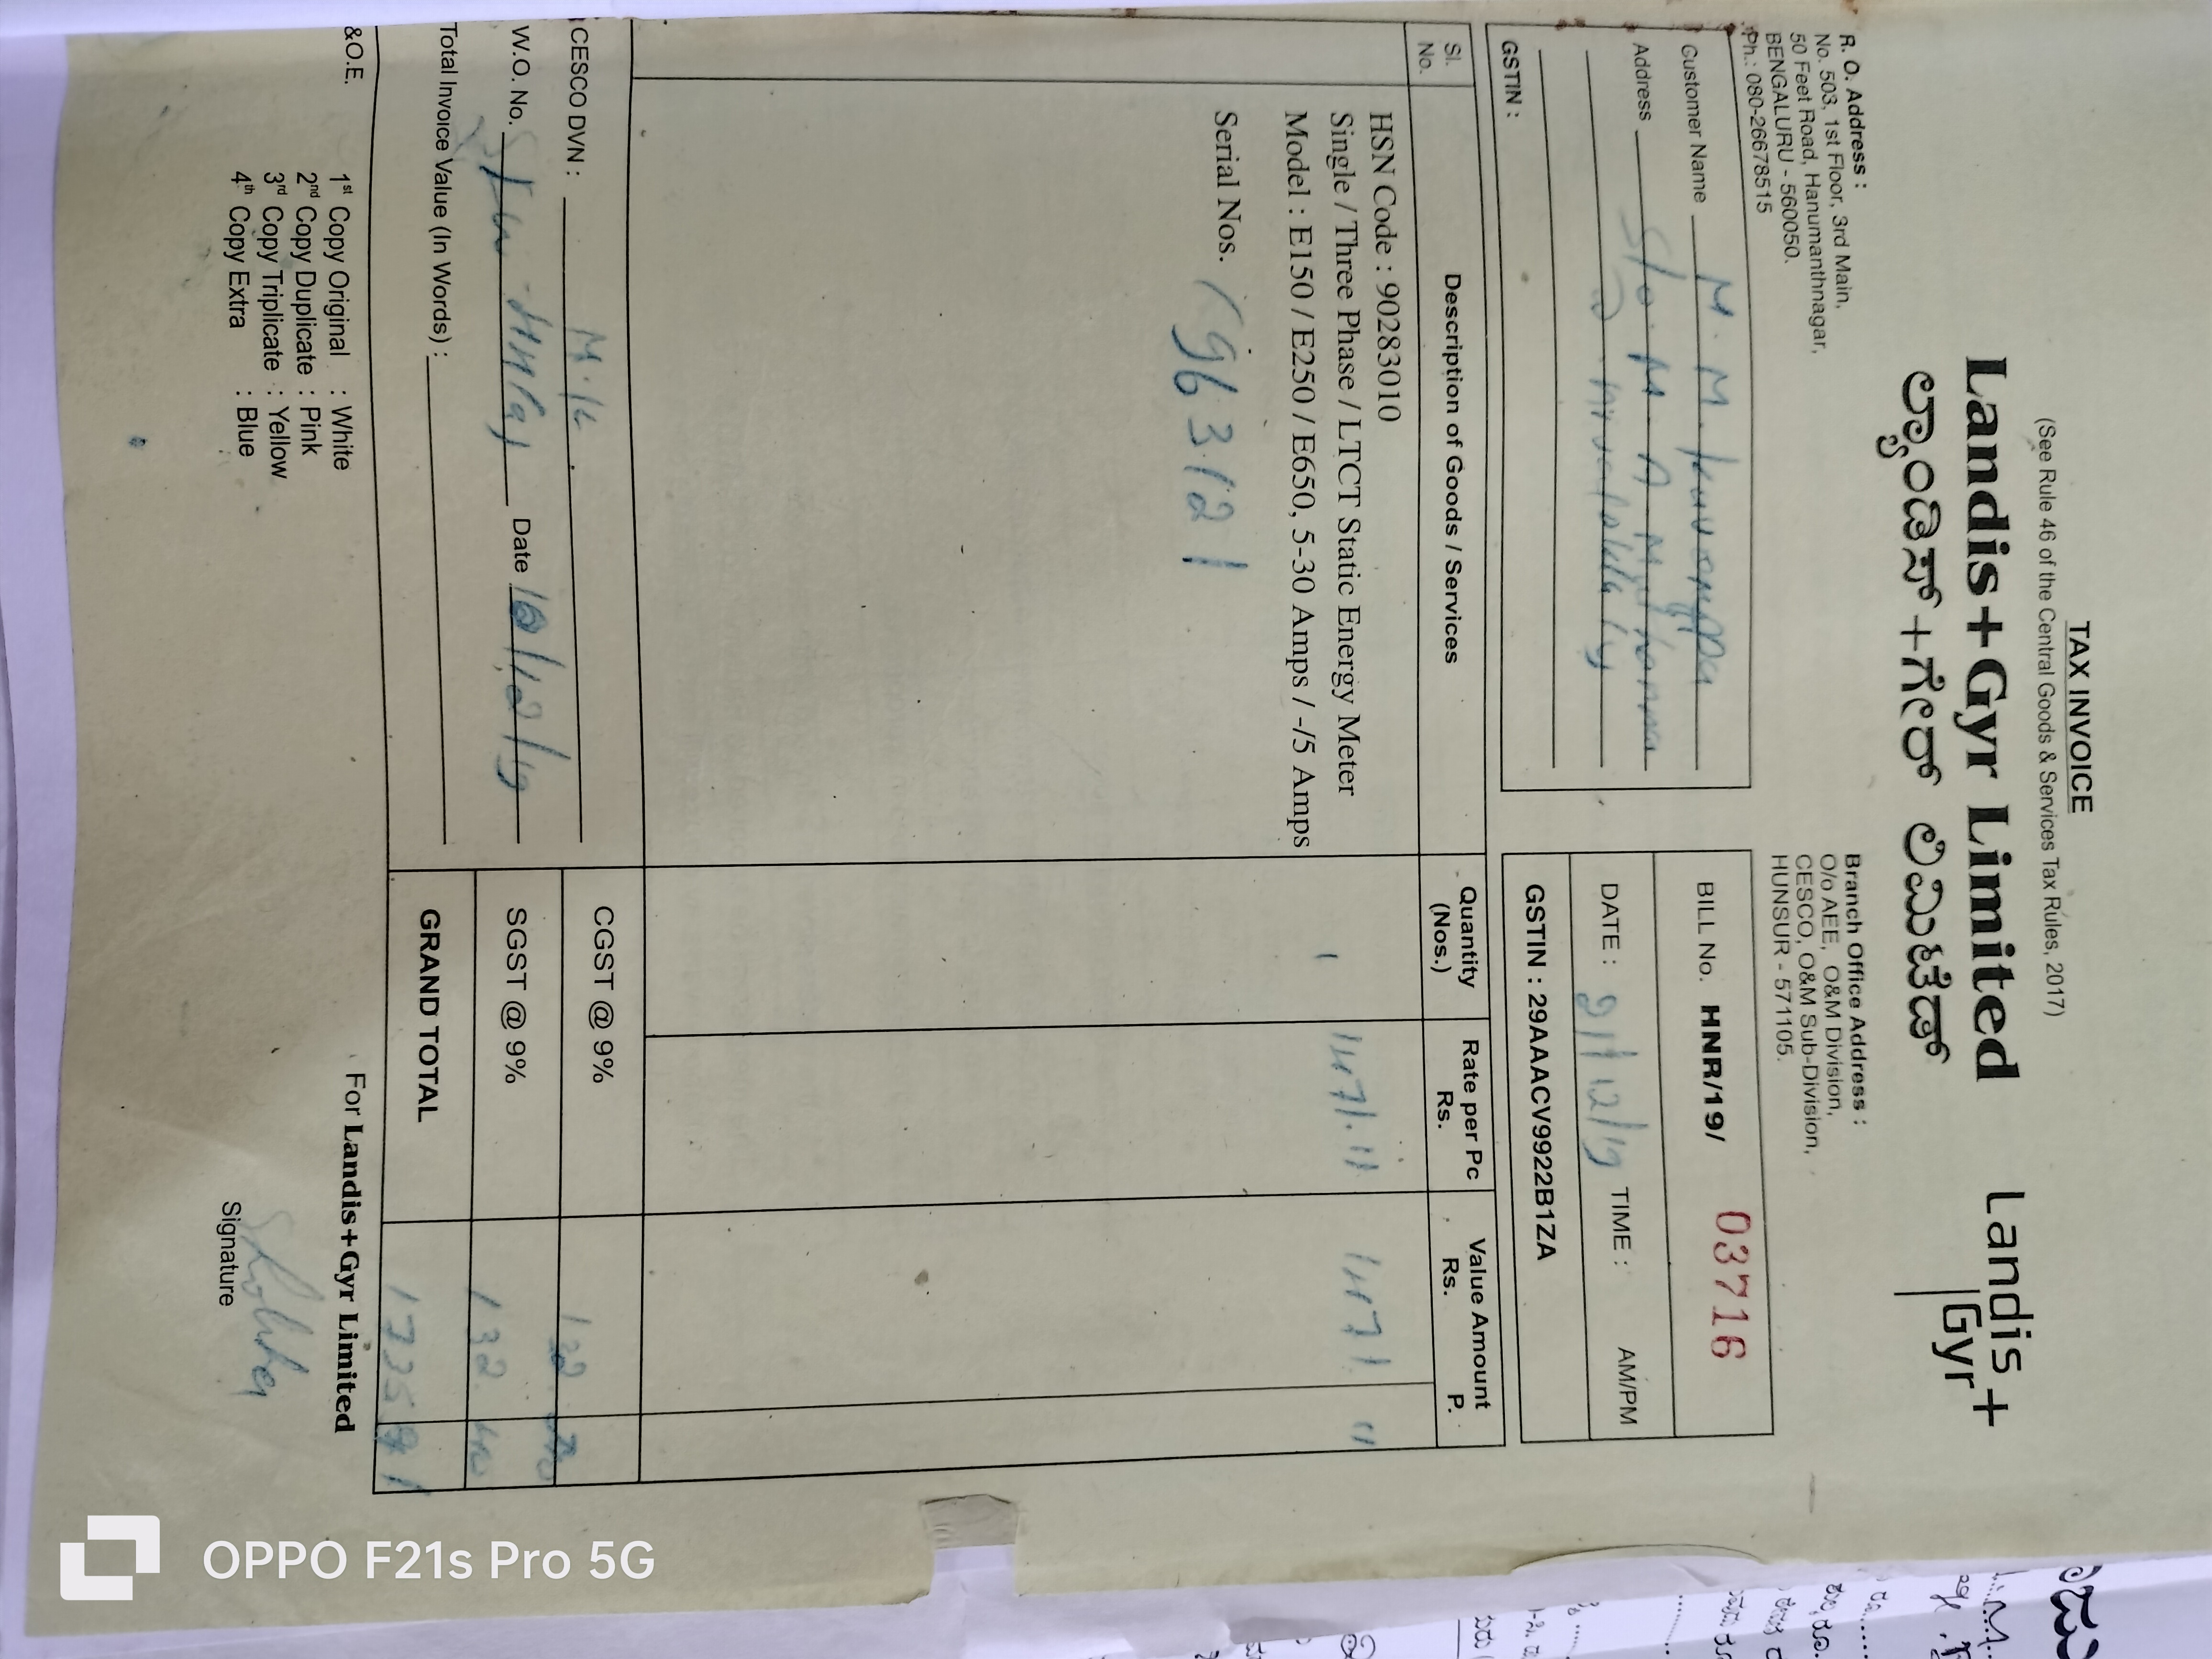 TAX INVOICE
(See Rule 46 of the Central Goods & Services Tax Rules, 2017)
Landis+Gyr Limited
ಲ್ಯಾಂಡಿಸ್+ಗೇರ್ ಲಿಮಿಟೆಡ್
Landis+
Gyr
R. O. Address :
No. 503, 1st Floor, 3rd Main,
50 Feet Road, Hanumanthnagar,
BENGALURU - 560050.
Ph.: 080-26678515
Branch Office Address :
O/o AEE, O&M Division,
CESCO, O&M Sub-Division,
HUNSUR - 571105.
Customer Name M. M.
Address S/o. M.
GSTIN :
BILL No. HNR/19/ 03716
DATE : 9/12/19 TIME : AM/PM
GSTIN : 29AAACV9922B1ZA
Sl. No. Description of Goods / Services Quantity (Nos.) Rate per Pc Rs. Value Amount Rs. P.
HSN Code : 90283010
Single / Three Phase / LTCT Static Energy Meter 1 1471.11 1471 11
Model : E150 / E250 / E650, 5-30 Amps / -/5 Amps
Serial Nos. 1963121
CESCO DVN : CGST @ 9% 132
W.O. No. Date SGST @ 9% 132 40
Total Invoice Value (In Words) : GRAND TOTAL 1735 91
&O.E.
For Landis+Gyr Limited
1st Copy Original : White
2nd Copy Duplicate : Pink
3rd Copy Triplicate : Yellow
4th Copy Extra : Blue
Signature
OPPO F21s Pro 5G